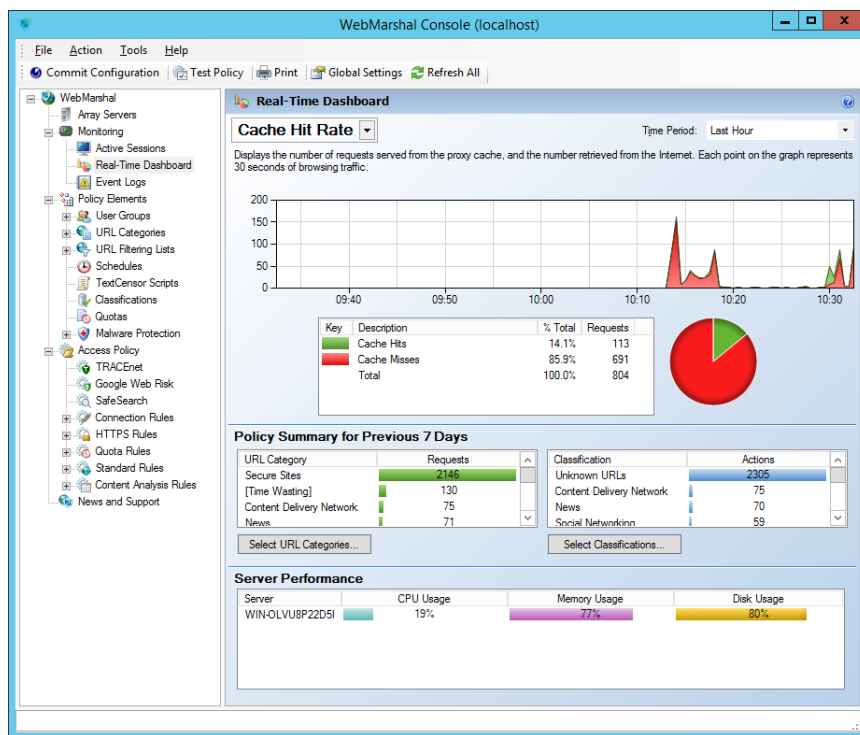 WebMarshal Console (localhost)
File Action Tools Help
Commit Configuration Test Policy Print Global Settings Refresh All
WebMarshal
Array Servers
Monitoring
Active Sessions
Real-Time Dashboard
Event Logs
Policy Elements
User Groups
URL Categories
URL Filtering Lists
Schedules
TextCensor Scripts
Classifications
Quotas
Malware Protection
Access Policy
TRACEnet
Google Web Risk
SafeSearch
Connection Rules
HTTPS Rules
Quota Rules
Standard Rules
Content Analysis Rules
News and Support
Real-Time Dashboard
Cache Hit Rate
Time Period: Last Hour
Displays the number of requests served from the proxy cache, and the number retrieved from the Internet. Each point on the graph represents
30 seconds of browsing traffic.
200
150
100
50
0
09:40 09:50 10:00 10:10 10:20 10:30
Key Description % Total Requests
Cache Hits 14.1% 113
Cache Misses 85.9% 691
Total 100.0% 804
Policy Summary for Previous 7 Days
URL Category Requests
Secure Sites 2146
[Time Wasting] 130
Content Delivery Network 75
News 71
Select URL Categories...
Classification Actions
Unknown URLs 2305
Content Delivery Network 75
News 70
Social Networking 59
Select Classifications...
Server Performance
Server CPU Usage Memory Usage Disk Usage
WIN-OLVU8P22D5I 19% 77% 80%